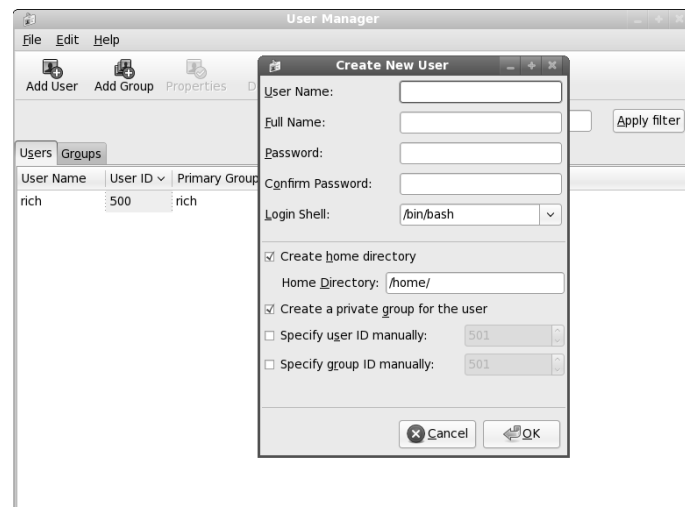 User Manager
File Edit Help
Add User Add Group Properties D
Apply filter
Users Groups
User Name User ID Primary Group
rich 500 rich
Create New User
User Name:
Full Name:
Password:
Confirm Password:
Login Shell: /bin/bash
Create home directory
Home Directory: /home/
Create a private group for the user
Specify user ID manually: 501
Specify group ID manually: 501
Cancel OK